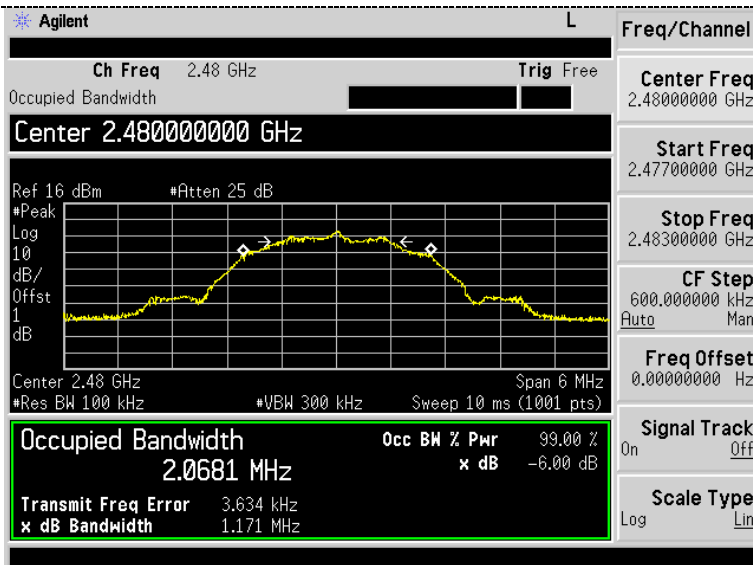 Agilent
L
Freq/Channel
Ch Freq 2.48 GHz Trig Free
Occupied Bandwidth
Center 2.480000000 GHz
Ref 16 dBm #Atten 25 dB
#Peak
Log
10
dB/
Offst
1
dB
Center 2.48 GHz Span 6 MHz
#Res BW 100 kHz #VBW 300 kHz Sweep 10 ms (1001 pts)
Occupied Bandwidth Occ BW % Pwr 99.00 %
2.0681 MHz x dB -6.00 dB
Transmit Freq Error 3.634 kHz
x dB Bandwidth 1.171 MHz
Center Freq
2.48000000 GHz
Start Freq
2.47700000 GHz
Stop Freq
2.48300000 GHz
CF Step
600.000000 kHz
Auto Man
Freq Offset
0.00000000 Hz
Signal Track
On Off
Scale Type
Log Lin